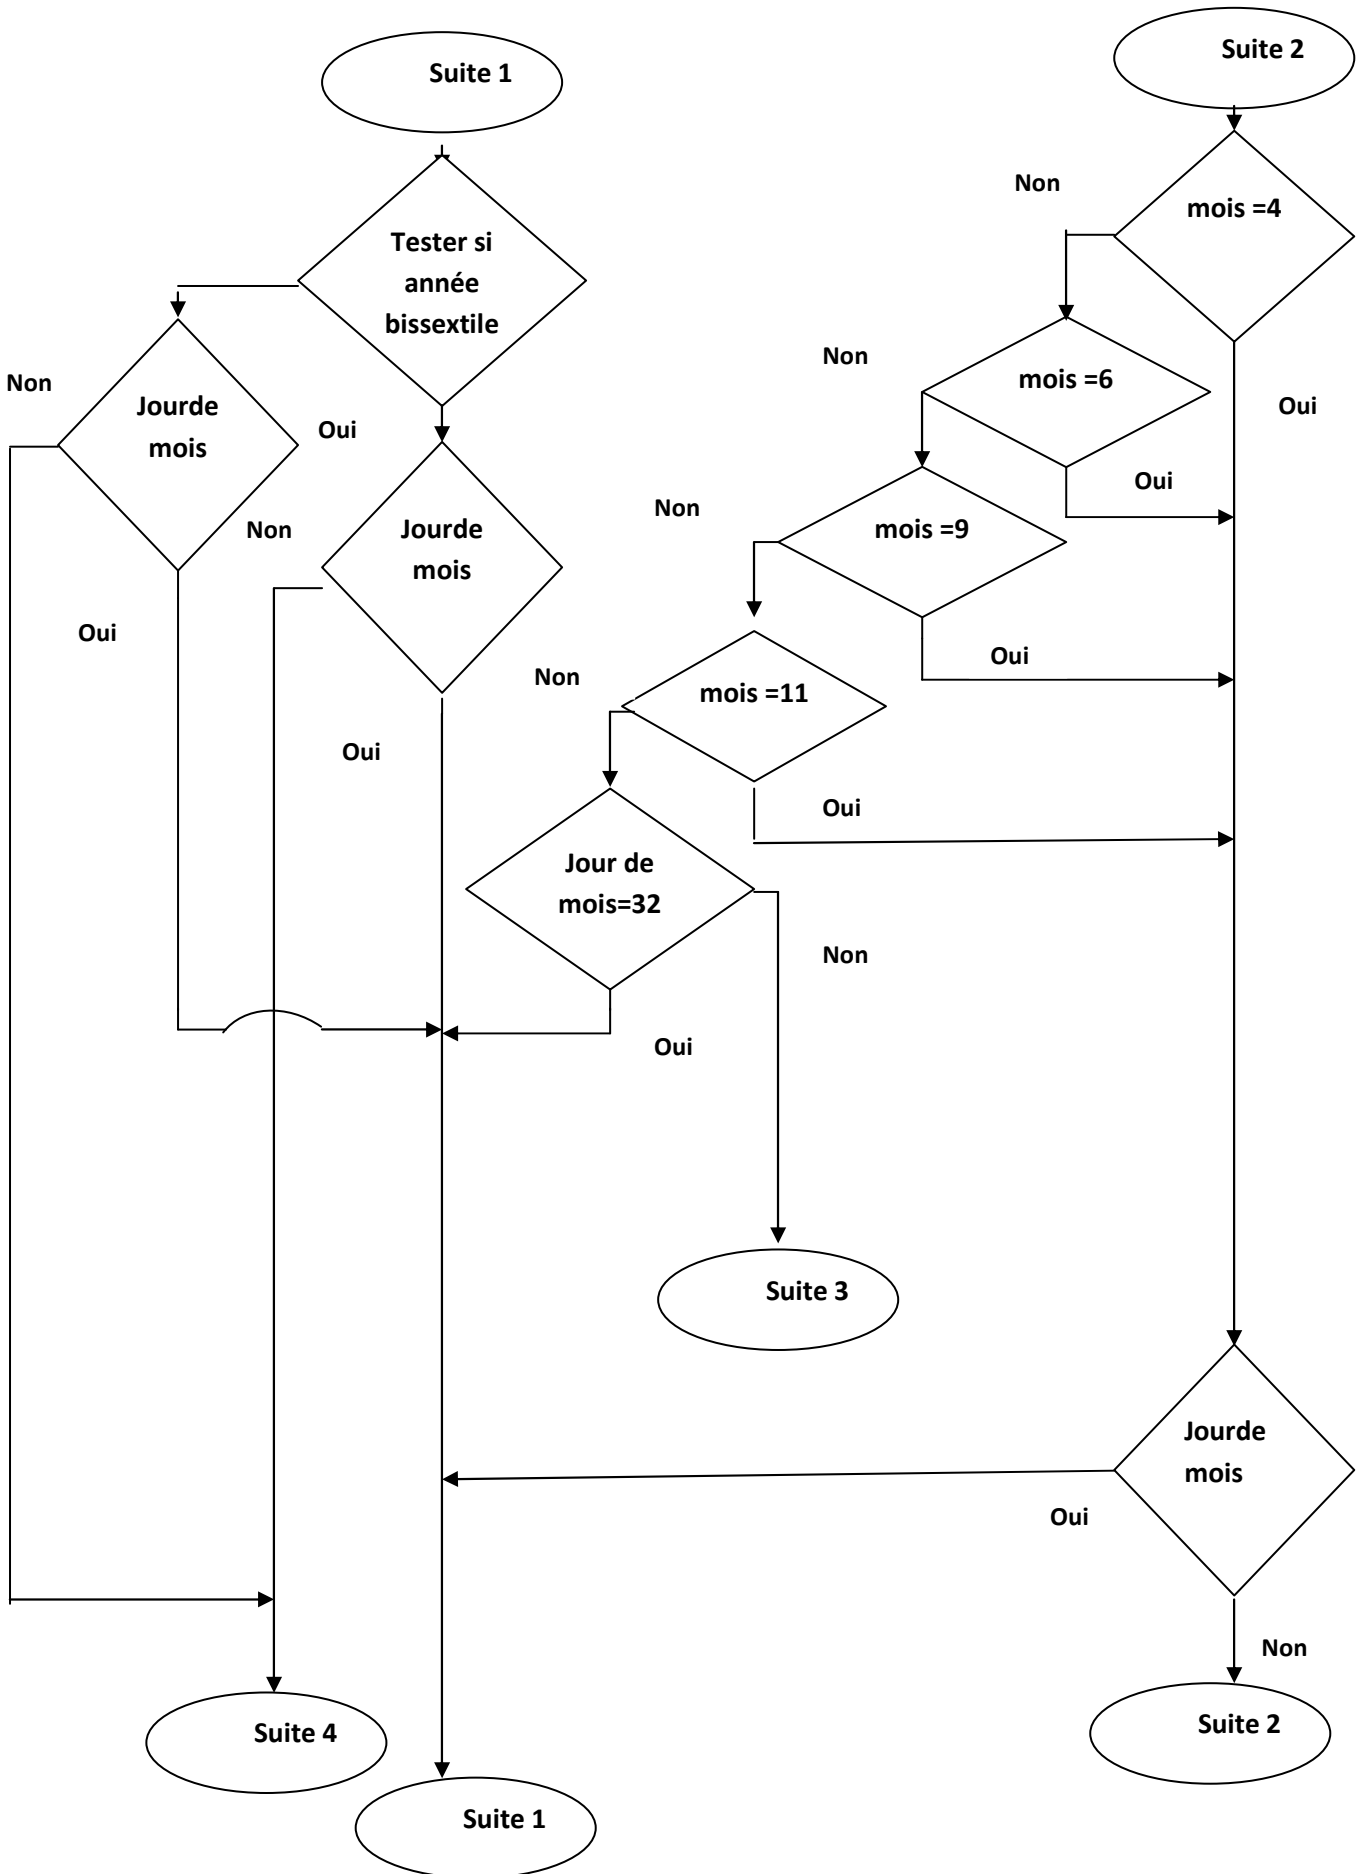 Suite 1
Suite 2
Non
mois =4
Tester si
année
bissextile
Non
mois =6
Non
Jourde
mois
Oui
Oui
Oui
Non
mois =9
Non
Jourde
mois
Oui
Oui
Non
mois =11
Oui
Oui
Jour de
mois=32
Non
Oui
Suite 3
Jourde
mois
Oui
Non
Suite 4
Suite 2
Suite 1